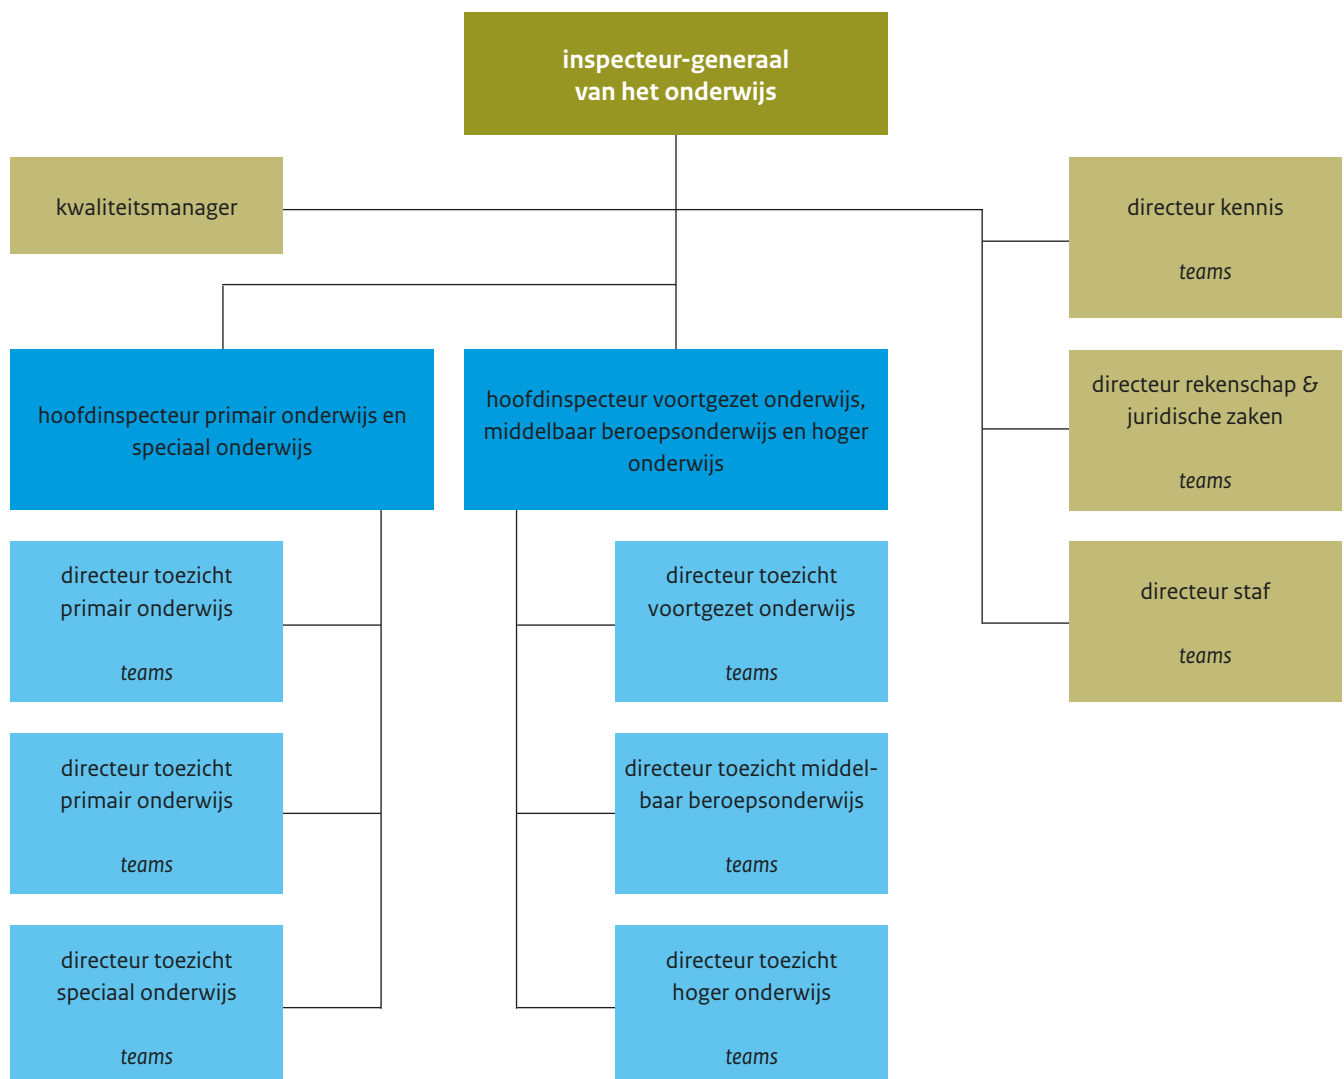 inspecteur-generaal
van het onderwijs
kwaliteitsmanager
directeur kennis
teams
hoofdinspecteur primair onderwijs en
speciaal onderwijs
hoofdinspecteur voortgezet onderwijs,
middelbaar beroepsonderwijs en hoger
onderwijs
directeur rekenschap &
juridische zaken
teams
directeur toezicht
primair onderwijs
teams
directeur toezicht
voortgezet onderwijs
teams
directeur staf
teams
directeur toezicht
primair onderwijs
teams
directeur toezicht middel-
baar beroepsonderwijs
teams
directeur toezicht
speciaal onderwijs
teams
directeur toezicht
hoger onderwijs
teams